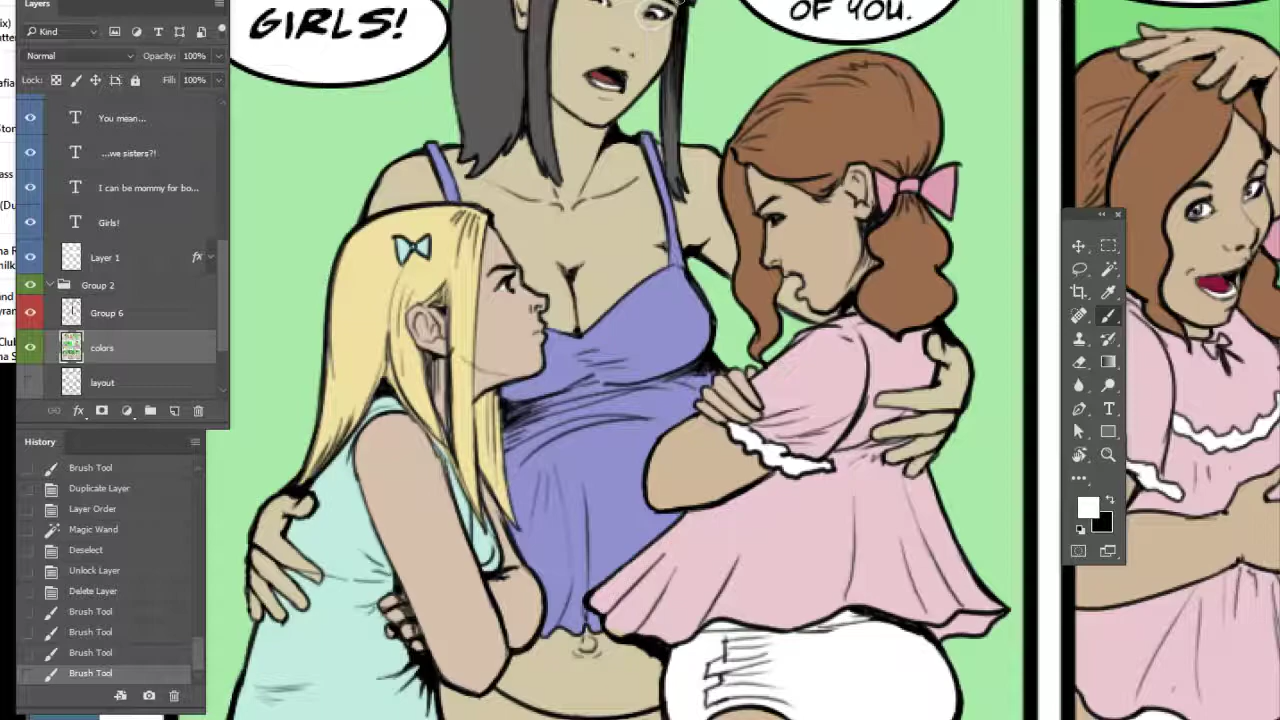 Layers
Kind
Normal
Opacity: 100%
Lock:
Fill: 100%
You mean...
...we sisters?!
I can be mommy for bo...
Girls!
Layer 1
fx
Group 2
Group 6
colors
layout
fx
History
Brush Tool
Duplicate Layer
Layer Order
Magic Wand
Deselect
Unlock Layer
Delete Layer
Brush Tool
Brush Tool
Brush Tool
Brush Tool
GIRLS!
OF YOU.